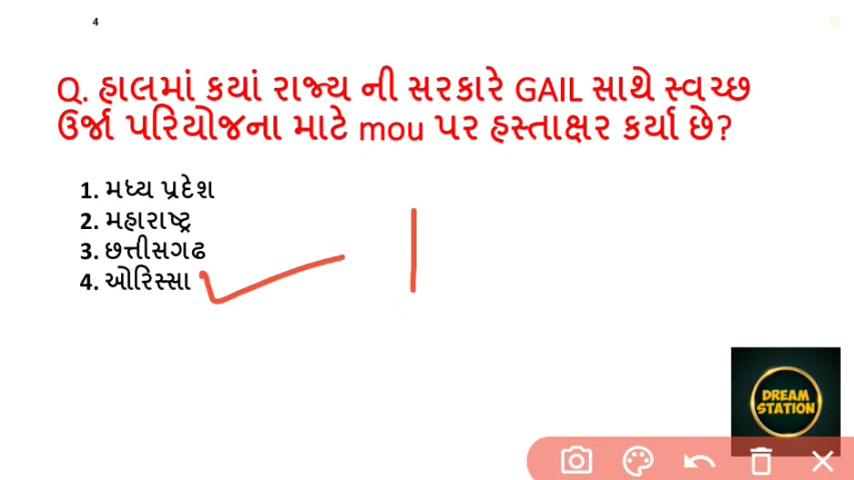 4
Q. હાલમાં કયાં રાજ્ય ની સરકારે GAIL સાથે સ્વચ્છ
ઉર્જા પરિયોજના માટે mou પર હસ્તાક્ષર કર્યા છે?
1. મધ્ય પ્રદેશ
2. મહારાષ્ટ્ર
3. છત્તીસગઢ
4. ઓરિસ્સા
DREAM
STATION